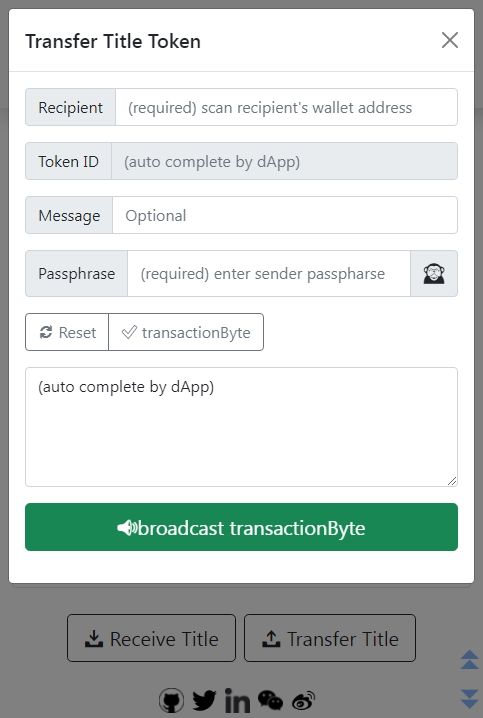 Transfer Title Token
Recipient (required) scan recipient's wallet address
Token ID (auto complete by dApp)
Message Optional
Passphrase (required) enter sender passpharse
Reset transactionByte
(auto complete by dApp)
broadcast transactionByte
Receive Title Transfer Title